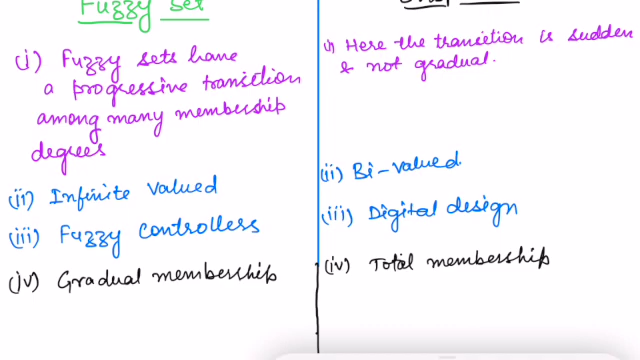 Fuzzy Set
(i) Fuzzy sets have
a progressive transition
among many membership
degrees
(ii) Infinite valued
(iii) Fuzzy controllers
(iv) Gradual membership
(i) Here the transition is sudden
& not gradual.
(ii) Bi-valued
(iii) Digital design
(iv) Total membership